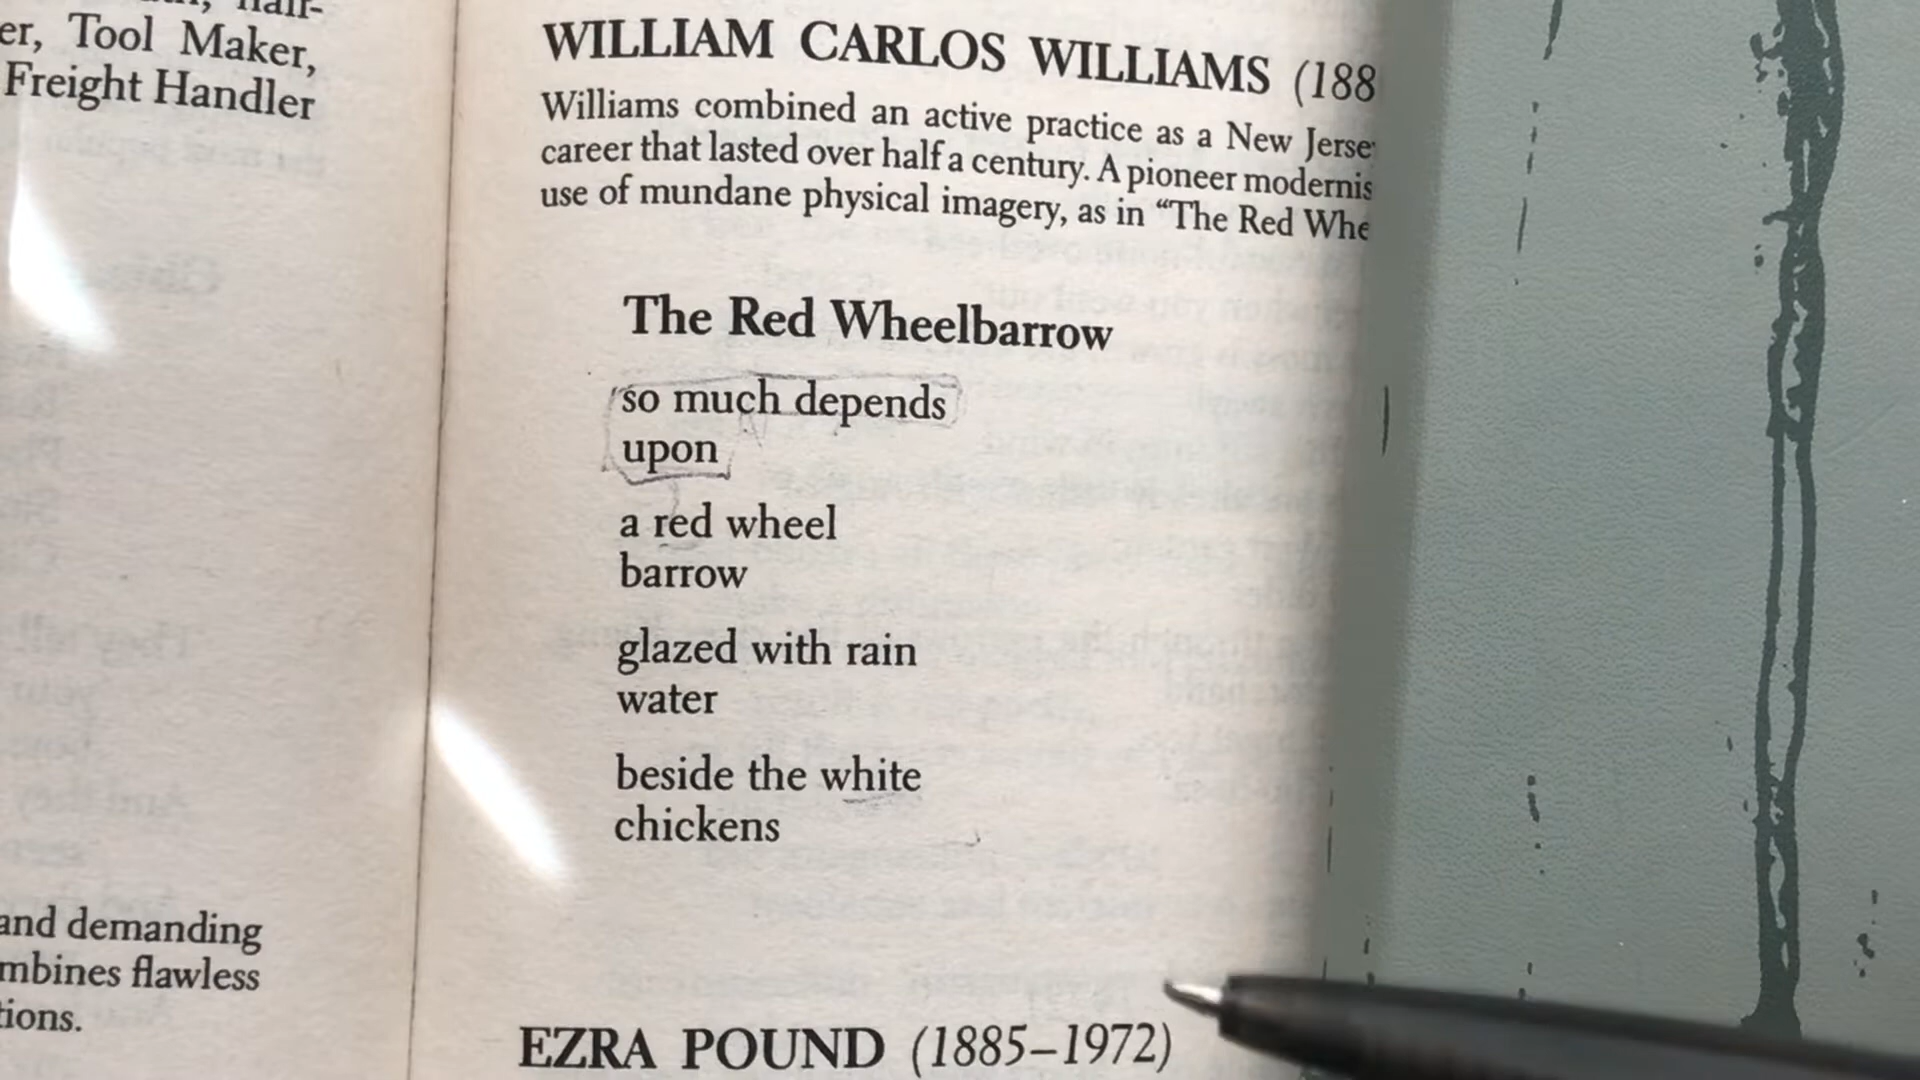 er, Tool Maker,
Freight Handler
and demanding
mbines flawless
tions.
WILLIAM CARLOS WILLIAMS (188
Williams combined an active practice as a New Jerse
career that lasted over half a century. A pioneer modernis
use of mundane physical imagery, as in “The Red Whe
The Red Wheelbarrow
so much depends
upon
a red wheel
barrow
glazed with rain
water
beside the white
chickens
EZRA POUND (1885–1972)